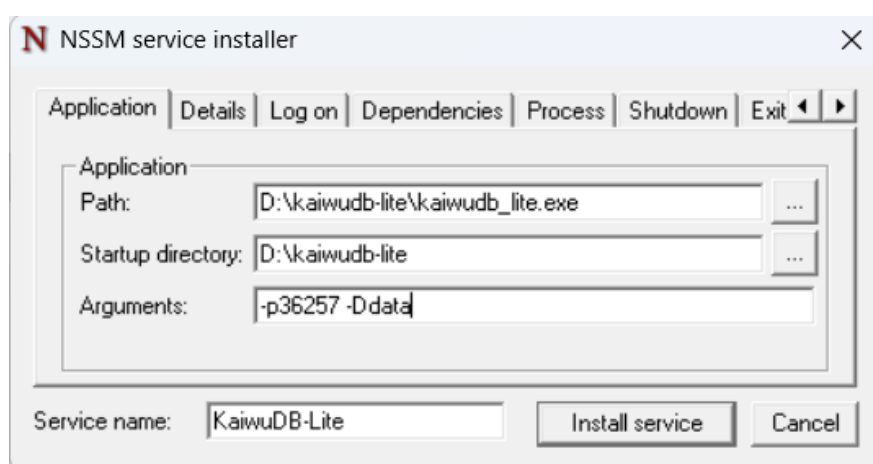 N NSSM service installer
Application Details Log on Dependencies Process Shutdown Exit
Application
Path: D:\kaiwudb-lite\kaiwudb_lite.exe ...
Startup directory: D:\kaiwudb-lite ...
Arguments: -p36257 -Ddata
Service name: KaiwuDB-Lite Install service Cancel